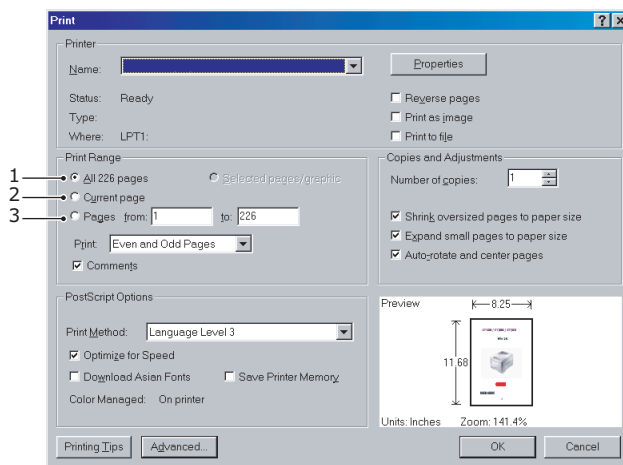 Print
Printer
Name:
Properties
Status: Ready
Reverse pages
Type:
Print as image
Where: LPT1:
Print to file
Print Range
1
All 226 pages
Selected pages/graphic
2
Current page
3
Pages from: 1 to: 226
Print: Even and Odd Pages
Comments
Copies and Adjustments
Number of copies: 1
Shrink oversized pages to paper size
Expand small pages to paper size
Auto-rotate and center pages
PostScript Options
Print Method: Language Level 3
Optimize for Speed
Download Asian Fonts
Save Printer Memory
Color Managed: On printer
Preview
8.25
11.68
Units: Inches Zoom: 141.4%
Printing Tips
Advanced...
OK
Cancel